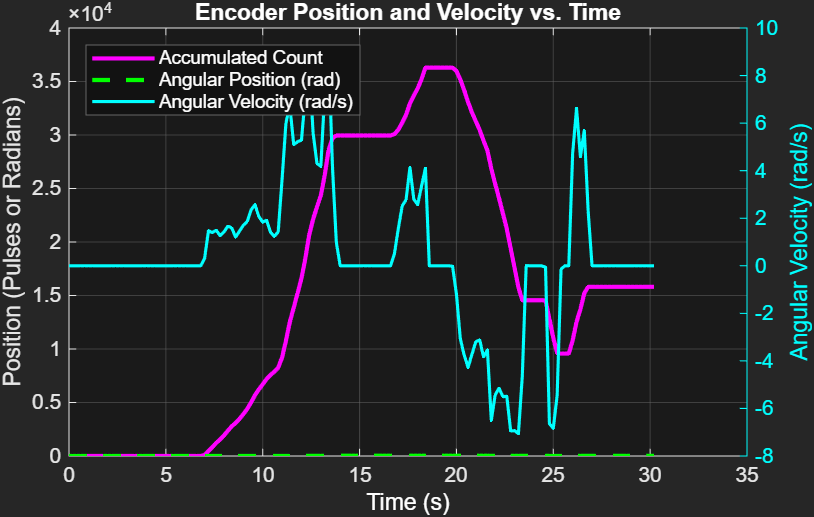 Encoder Position and Velocity vs. Time
×10⁴
Accumulated Count
Angular Position (rad)
Angular Velocity (rad/s)
Position (Pulses or Radians)
4
3.5
3
2.5
2
1.5
1
0.5
0
Angular Velocity (rad/s)
10
8
6
4
2
0
-2
-4
-6
-8
0 5 10 15 20 25 30 35
Time (s)